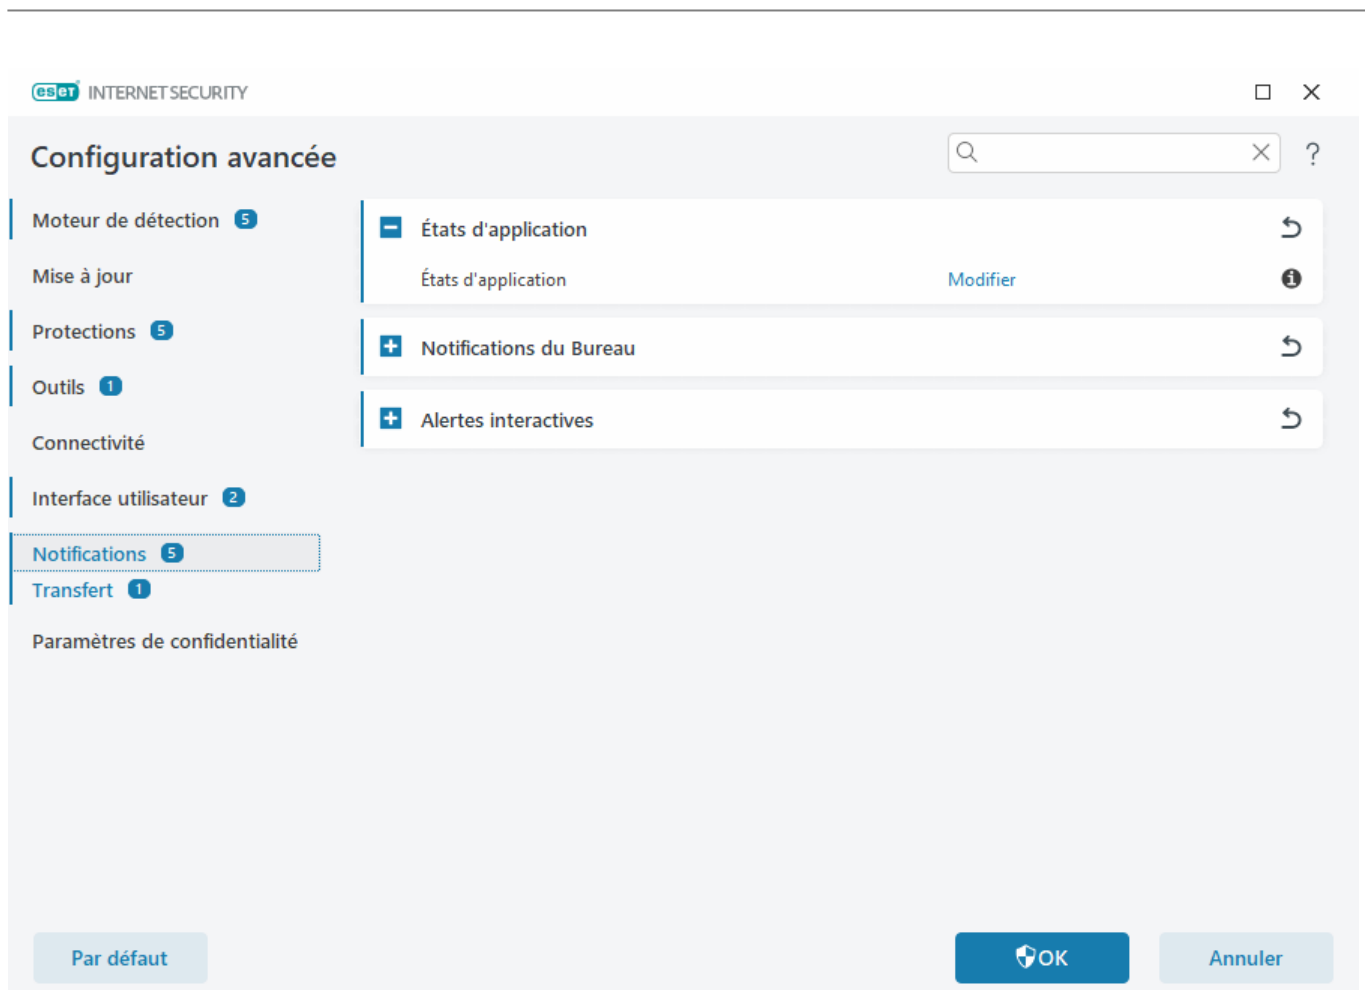 eset INTERNET SECURITY
Configuration avancée
?
Moteur de détection 5
Mise à jour
Protections 5
Outils 1
Connectivité
Interface utilisateur 2
Notifications 5
Transfert 1
Paramètres de confidentialité
États d'application
États d'application Modifier
Notifications du Bureau
Alertes interactives
Par défaut
OK
Annuler